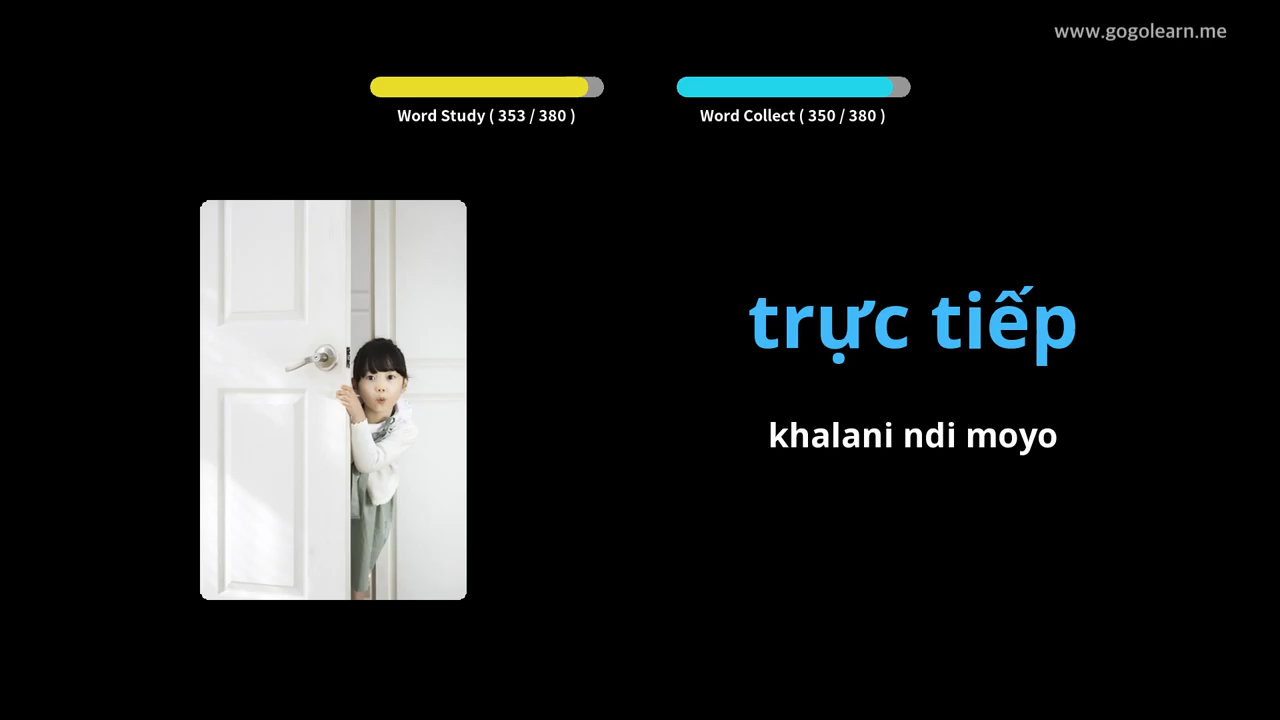 www.gogolearn.me
Word Study ( 353 / 380 )
Word Collect ( 350 / 380 )
trực tiếp
khalani ndi moyo